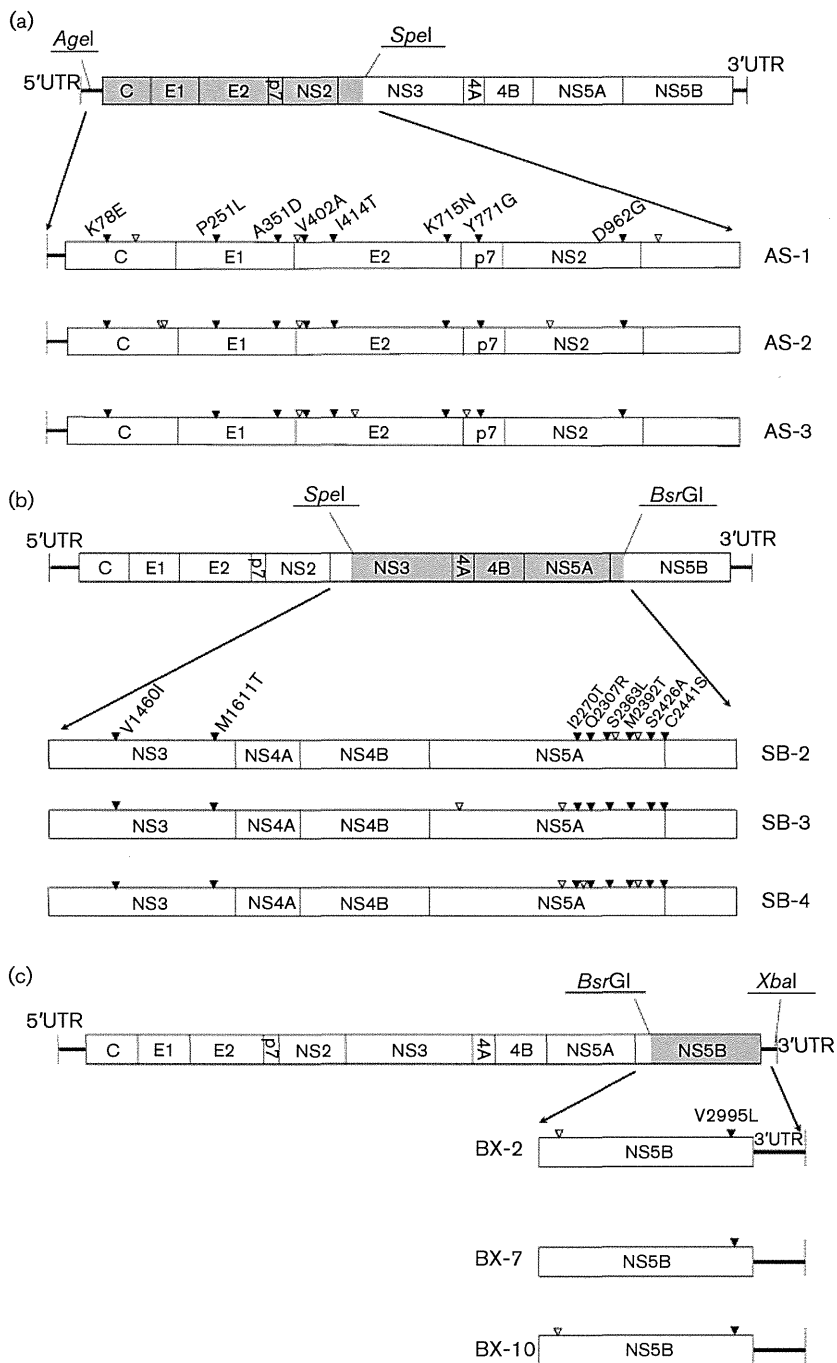 (a)
AgeI
SpeI
5′UTR
3′UTR
C E1 E2 p7 NS2 NS3 4A 4B NS5A NS5B
K78E P251L A351D V402A I414T K715N Y771G D962G
C E1 E2 p7 NS2 AS-1
C E1 E2 p7 NS2 AS-2
C E1 E2 p7 NS2 AS-3
(b)
SpeI
BsrGI
5′UTR
3′UTR
C E1 E2 p7 NS2 NS3 4A 4B NS5A NS5B
V1460I M1611T I2270T Q2307R S2363L M2392T S2426A C2441S
NS3 NS4A NS4B NS5A SB-2
NS3 NS4A NS4B NS5A SB-3
NS3 NS4A NS4B NS5A SB-4
(c)
BsrGI
XbaI
5′UTR
3′UTR
C E1 E2 p7 NS2 NS3 4A 4B NS5A NS5B
V2995L
3′UTR
BX-2 NS5B
BX-7 NS5B
BX-10 NS5B